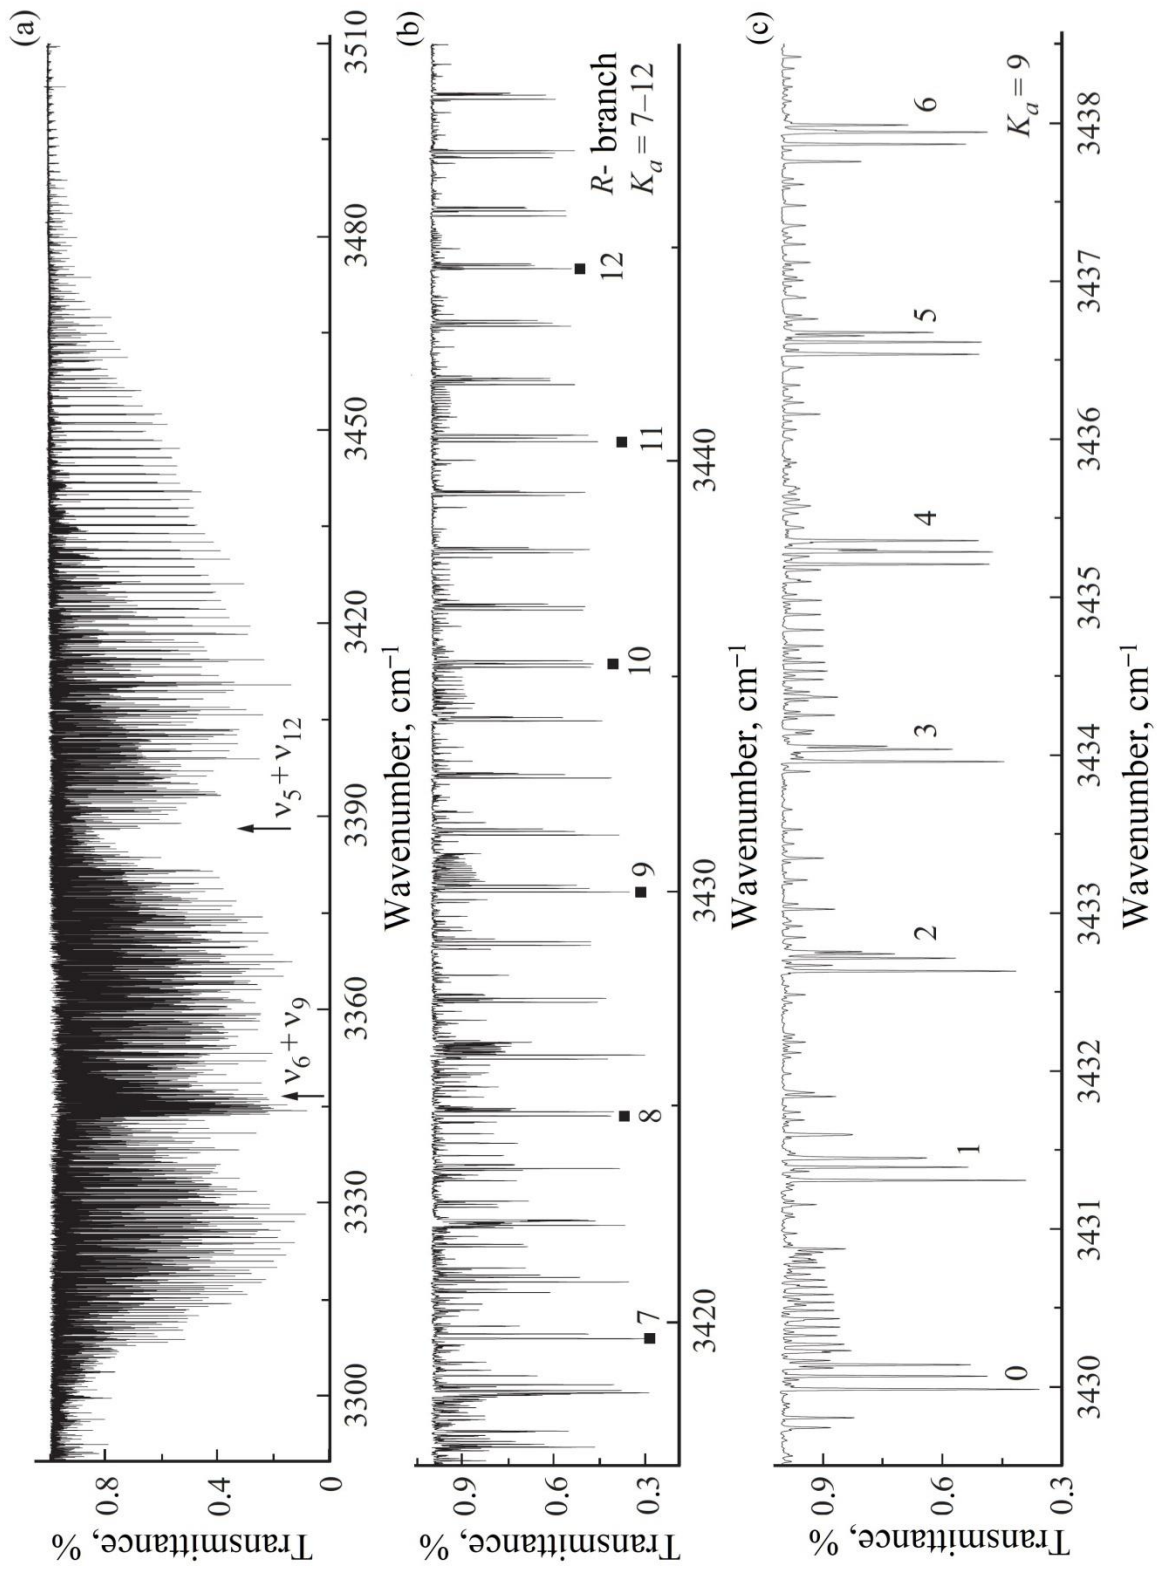 (a)
Transmittance, %
0.8
0.4
0
3300 3330 3360 3390 3420 3450 3480 3510
ν6 + ν9
ν5 + ν12
Wavenumber, cm–1
(b)
Transmittance, %
0.9
0.6
0.3
7 8 9 10 11 12
R- branch
Ka = 7–12
3420 3430 3440
Wavenumber, cm–1
(c)
Transmittance, %
0.9
0.6
0.3
0 1 2 3 4 5 6
Ka = 9
3430 3431 3432 3433 3434 3435 3436 3437 3438
Wavenumber, cm–1